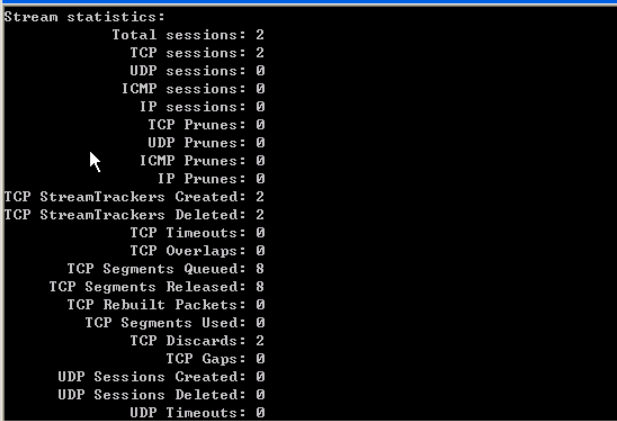 Stream statistics:
Total sessions: 2
TCP sessions: 2
UDP sessions: 0
ICMP sessions: 0
IP sessions: 0
TCP Prunes: 0
UDP Prunes: 0
ICMP Prunes: 0
IP Prunes: 0
TCP StreamTrackers Created: 2
TCP StreamTrackers Deleted: 2
TCP Timeouts: 0
TCP Overlaps: 0
TCP Segments Queued: 8
TCP Segments Released: 8
TCP Rebuilt Packets: 0
TCP Segments Used: 0
TCP Discards: 2
TCP Gaps: 0
UDP Sessions Created: 0
UDP Sessions Deleted: 0
UDP Timeouts: 0